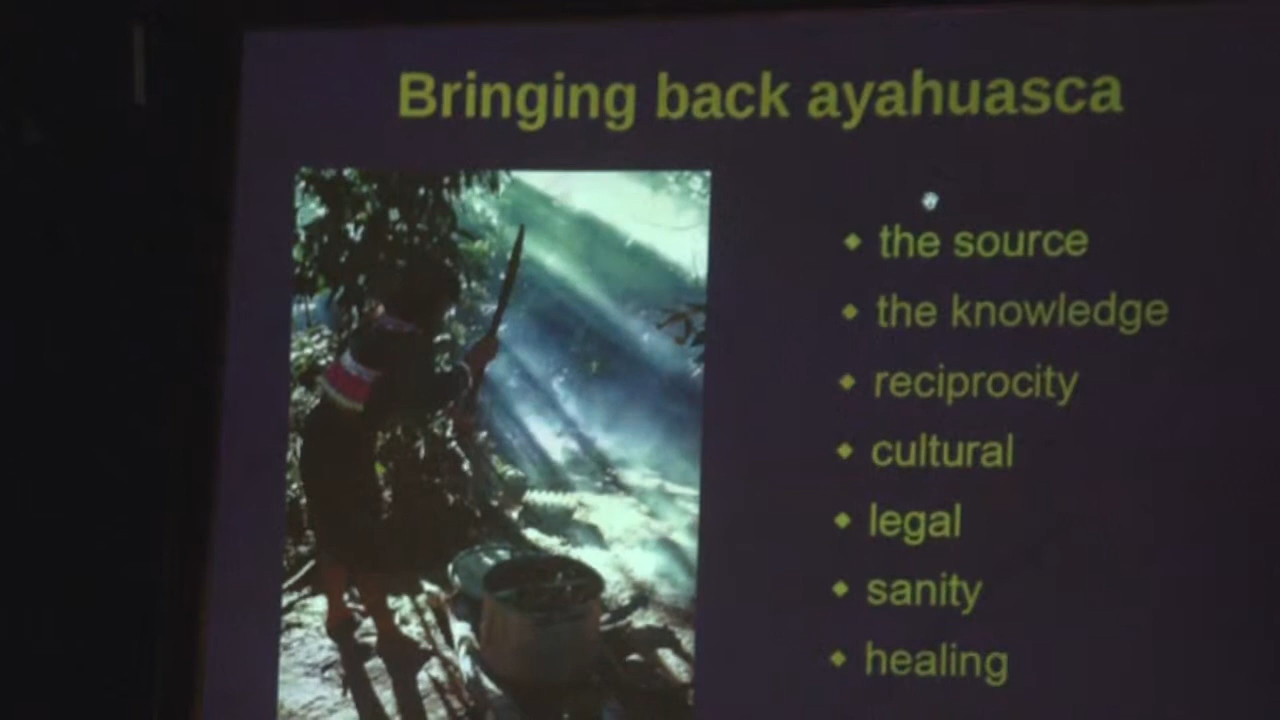 Bringing back ayahuasca
the source
the knowledge
reciprocity
cultural
legal
sanity
healing